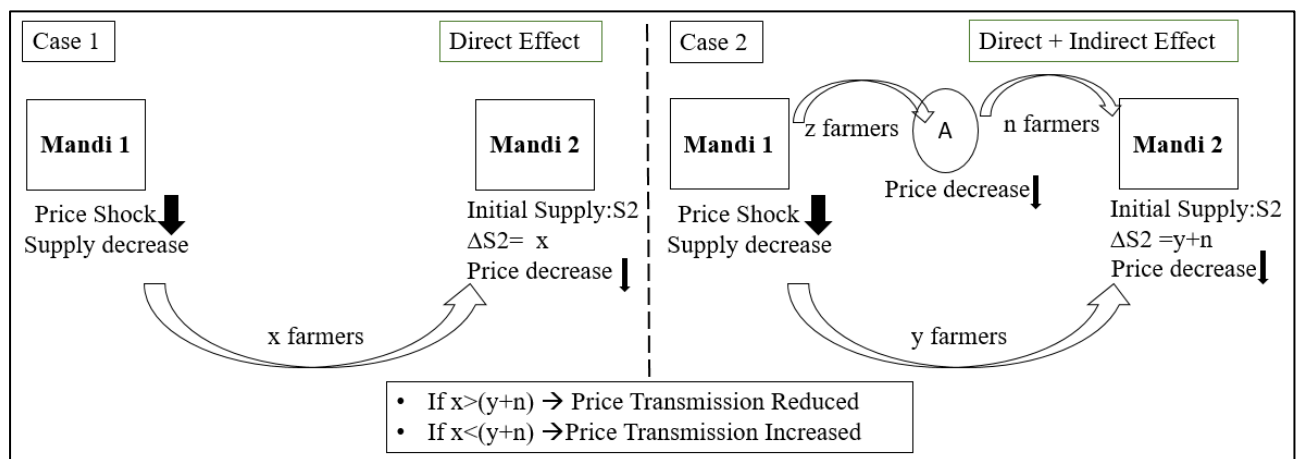 Case 1
Direct Effect
Mandi 1
Mandi 2
Price Shock
Supply decrease
Initial Supply:S2
ΔS2= x
Price decrease
x farmers
Case 2
Direct + Indirect Effect
Mandi 1
z farmers
A
n farmers
Mandi 2
Price decrease
Price Shock
Supply decrease
Initial Supply:S2
ΔS2 =y+n
Price decrease
y farmers
• If x>(y+n) → Price Transmission Reduced
• If x<(y+n) →Price Transmission Increased